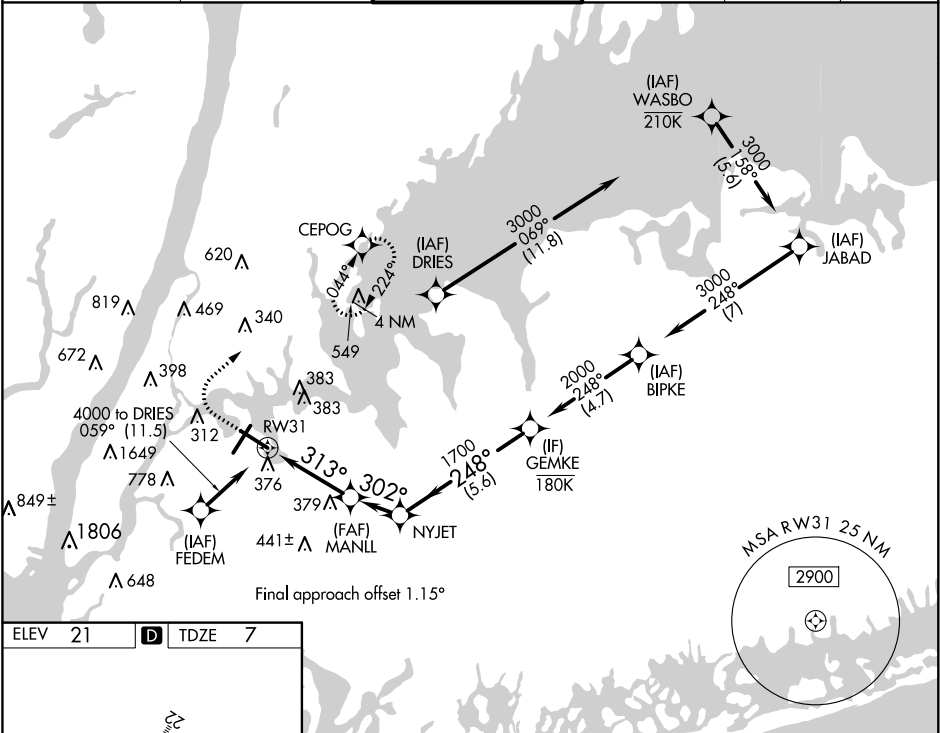 (IAF)
WASBO
210K
3000
158°
(5.6)
CEPOG
(IAF)
DRIES
3000
069°
(11.8)
(IAF)
JABAD
620
044°
224°
4 NM
3000
248°
(7)
819
469
340
549
672
398
383
383
(IAF)
BIPKE
2000
248°
(4.7)
4000 to DRIES
059° (11.5)
312
RW31
1649
778
376
313°
302°
1700
248°
(5.6)
(IF)
GEMKE
180K
849±
379
1806
(IAF)
FEDEM
441±
(FAF)
MANLL
NYJET
648
Final approach offset 1.15°
MSA RW31 25 NM
2900
ELEV 21
D
TDZE 7
22